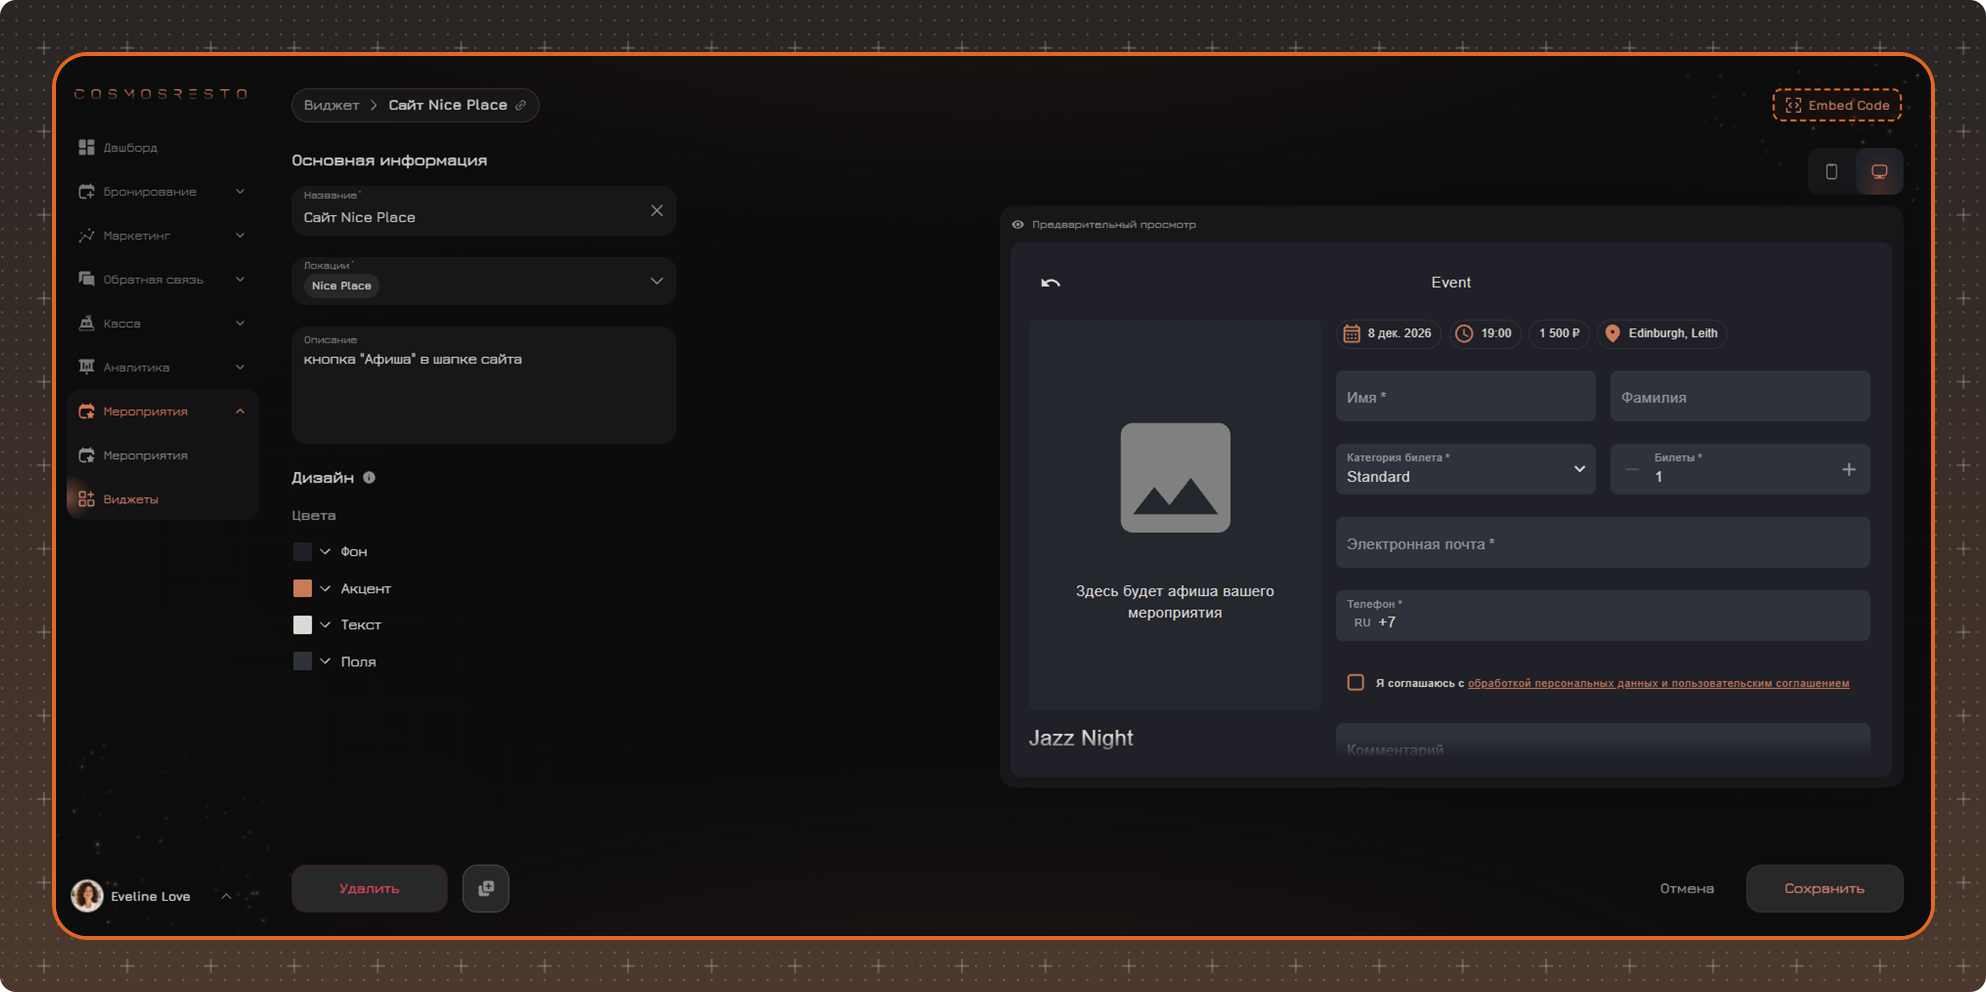 COSMOSRESTO
Дашборд
Бронирование
Маркетинг
Обратная связь
Касса
Аналитика
Мероприятия
Мероприятия
Виджеты
Eveline Love
Виджет > Сайт Nice Place
Embed Code
Основная информация
Название*
Сайт Nice Place
Локации*
Nice Place
Описание
кнопка "Афиша" в шапке сайта
Дизайн
Цвета
Фон
Акцент
Текст
Поля
Предварительный просмотр
Event
8 дек. 2026 19:00 1 500 ₽ Edinburgh, Leith
Здесь будет афиша вашего
мероприятия
Jazz Night
Имя * Фамилия
Категория билета *
Standard
Билеты *
1
Электронная почта *
Телефон *
RU +7
Я соглашаюсь с обработкой персональных данных и пользовательским соглашением
Комментарий
Удалить
Отмена
Сохранить